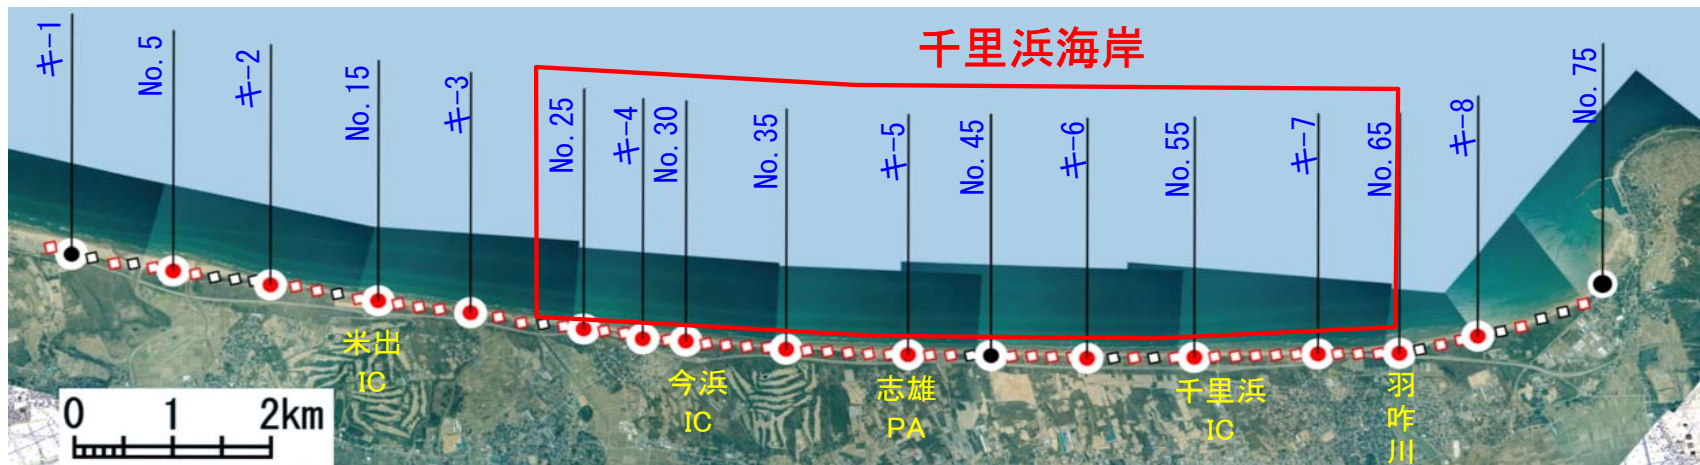 千里浜海岸
キ-1
No. 5
キ-2
No. 15
キ-3
No. 25
キ-4
No. 30
No. 35
キ-5
No. 45
キ-6
No. 55
キ-7
No. 65
キ-8
No. 75
米出
IC
今浜
IC
志雄
PA
千里浜
IC
羽
咋
川
0 1 2km